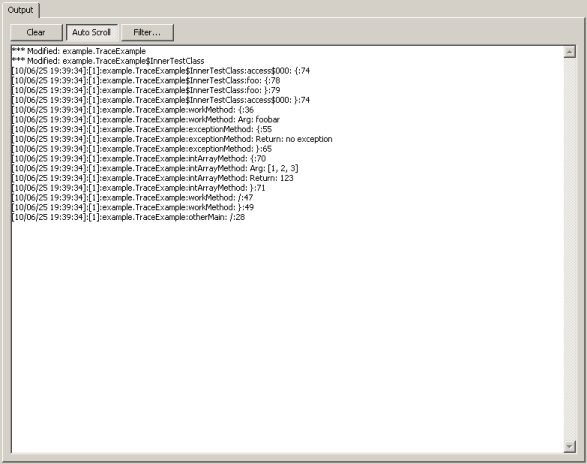 Output
Clear Auto Scroll Filter...
*** Modified: example.TraceExample
*** Modified: example.TraceExample$InnerTestClass
[10/06/25 19:39:34]:[1]:example.TraceExample$InnerTestClass:access$000: {:74
[10/06/25 19:39:34]:[1]:example.TraceExample$InnerTestClass:foo: {:78
[10/06/25 19:39:34]:[1]:example.TraceExample$InnerTestClass:foo: }:79
[10/06/25 19:39:34]:[1]:example.TraceExample$InnerTestClass:access$000: }:74
[10/06/25 19:39:34]:[1]:example.TraceExample:workMethod: {:36
[10/06/25 19:39:34]:[1]:example.TraceExample:workMethod: Arg: foobar
[10/06/25 19:39:34]:[1]:example.TraceExample:exceptionMethod: {:55
[10/06/25 19:39:34]:[1]:example.TraceExample:exceptionMethod: Return: no exception
[10/06/25 19:39:34]:[1]:example.TraceExample:exceptionMethod: }:65
[10/06/25 19:39:34]:[1]:example.TraceExample:intArrayMethod: {:70
[10/06/25 19:39:34]:[1]:example.TraceExample:intArrayMethod: Arg: [1, 2, 3]
[10/06/25 19:39:34]:[1]:example.TraceExample:intArrayMethod: Return: 123
[10/06/25 19:39:34]:[1]:example.TraceExample:intArrayMethod: }:71
[10/06/25 19:39:34]:[1]:example.TraceExample:workMethod: /:47
[10/06/25 19:39:34]:[1]:example.TraceExample:workMethod: }:49
[10/06/25 19:39:34]:[1]:example.TraceExample:otherMain: /:28